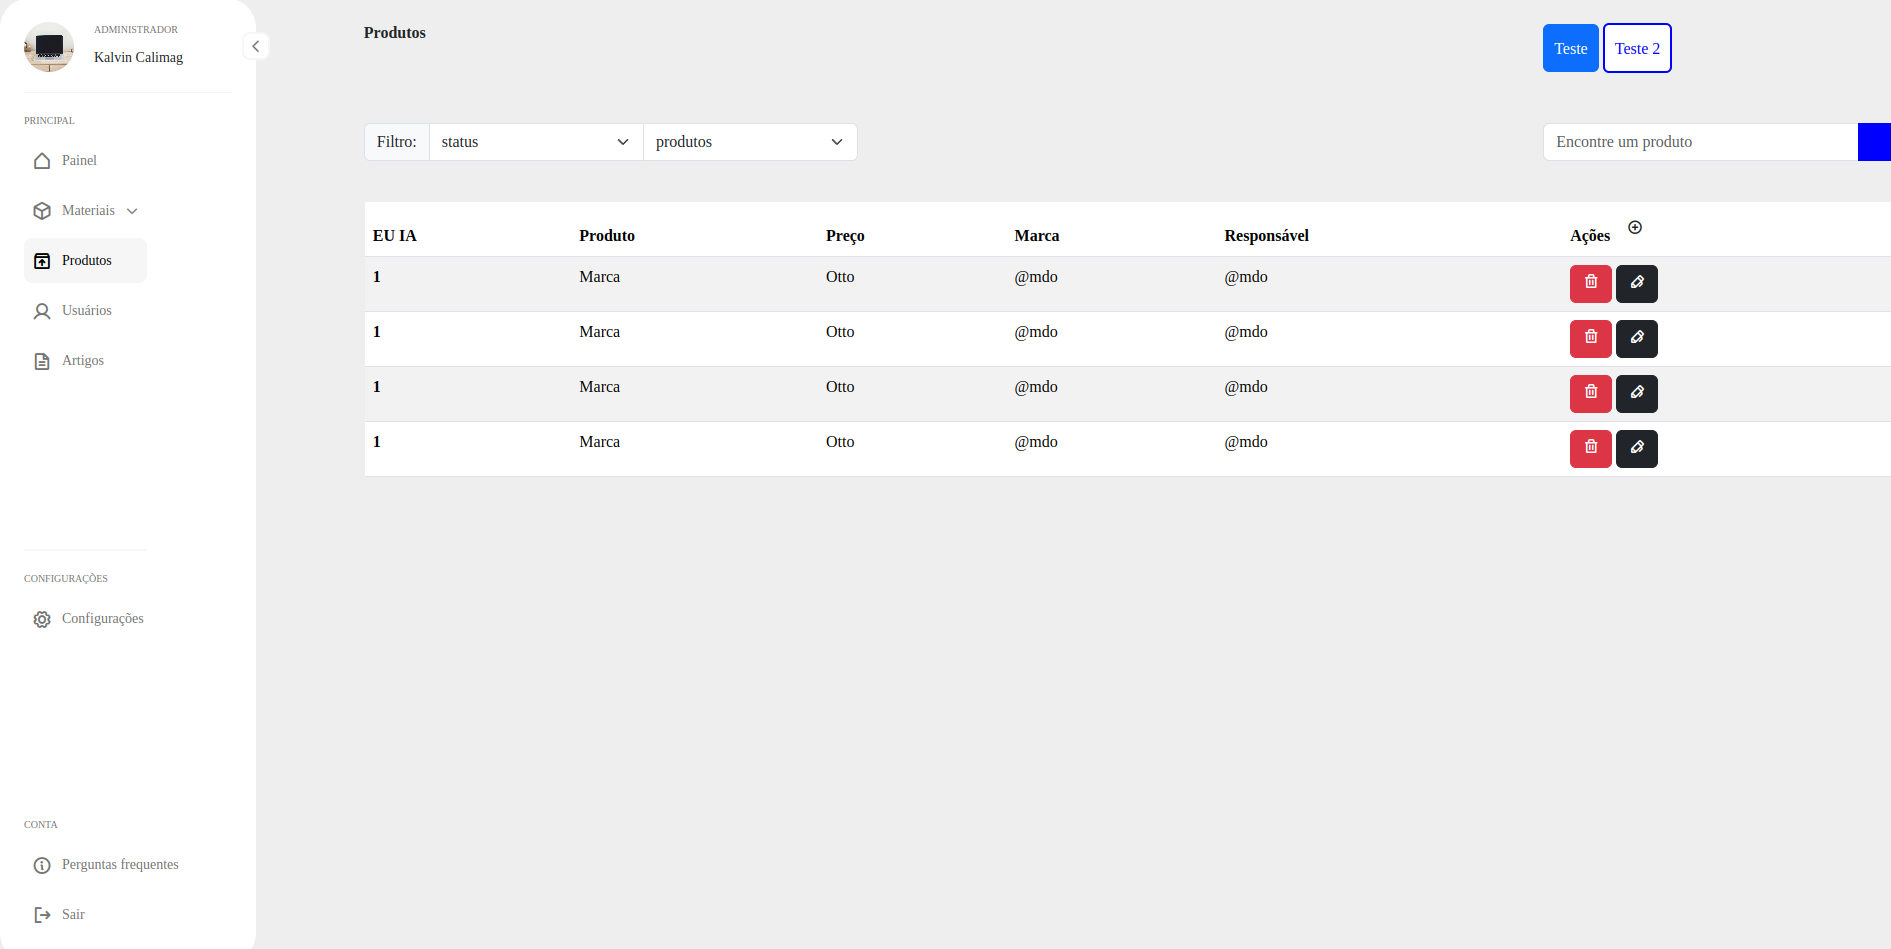 ADMINISTRADOR
Kalvin Calimag
PRINCIPAL
Painel
Materiais
Produtos
Usuários
Artigos
CONFIGURAÇÕES
Configurações
CONTA
Perguntas frequentes
Sair
Produtos
Teste
Teste 2
Filtro:
status
produtos
Encontre um produto
EU IA Produto Preço Marca Responsável Ações
1 Marca Otto @mdo @mdo
1 Marca Otto @mdo @mdo
1 Marca Otto @mdo @mdo
1 Marca Otto @mdo @mdo